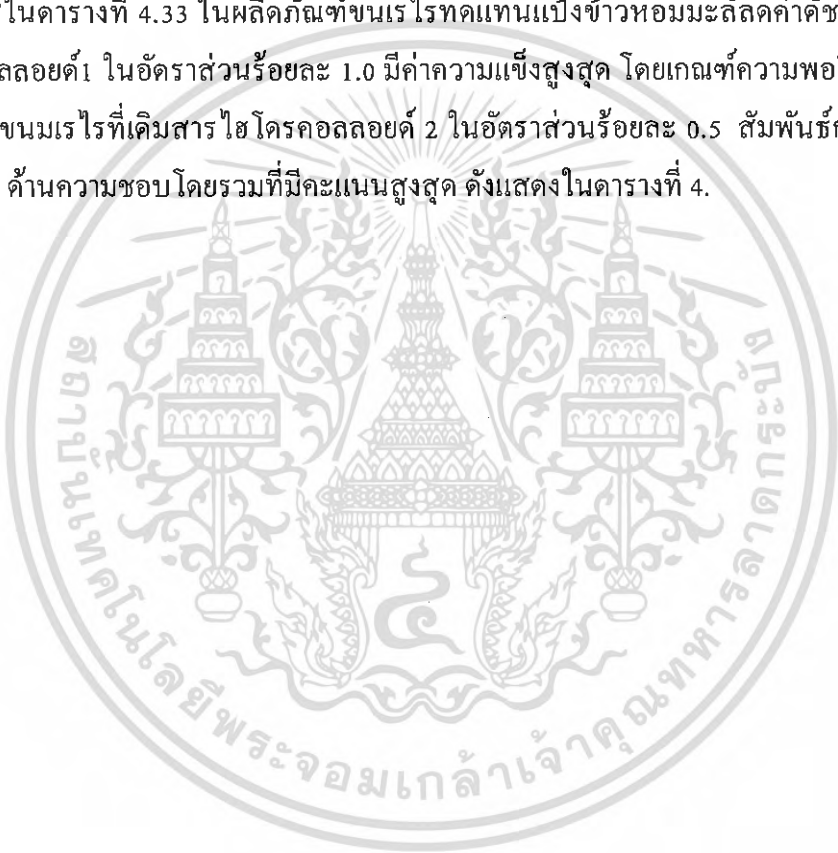 ในตารางที่ 4.33 ในผลิตภัณฑ์ขนมเรไรทดแทนแป้งข้าวหอมมะลิลดค่าดัช
ลลอยด์1 ในอัตราส่วนร้อยละ 1.0 มีค่าความแข็งสูงสุด โดยเกณฑ์ความพอ
ขนมเรไรที่เติมสารไฮโดรคอลลอยด์ 2 ในอัตราส่วนร้อยละ 0.5 สัมพันธ์
ด้านความชอบโดยรวมที่มีคะแนนสูงสุด ดังแสดงในตารางที่ 4.
สถาบันเทคโนโลยีพระจอมเกล้าเจ้าคุณทหารลาดกระบัง